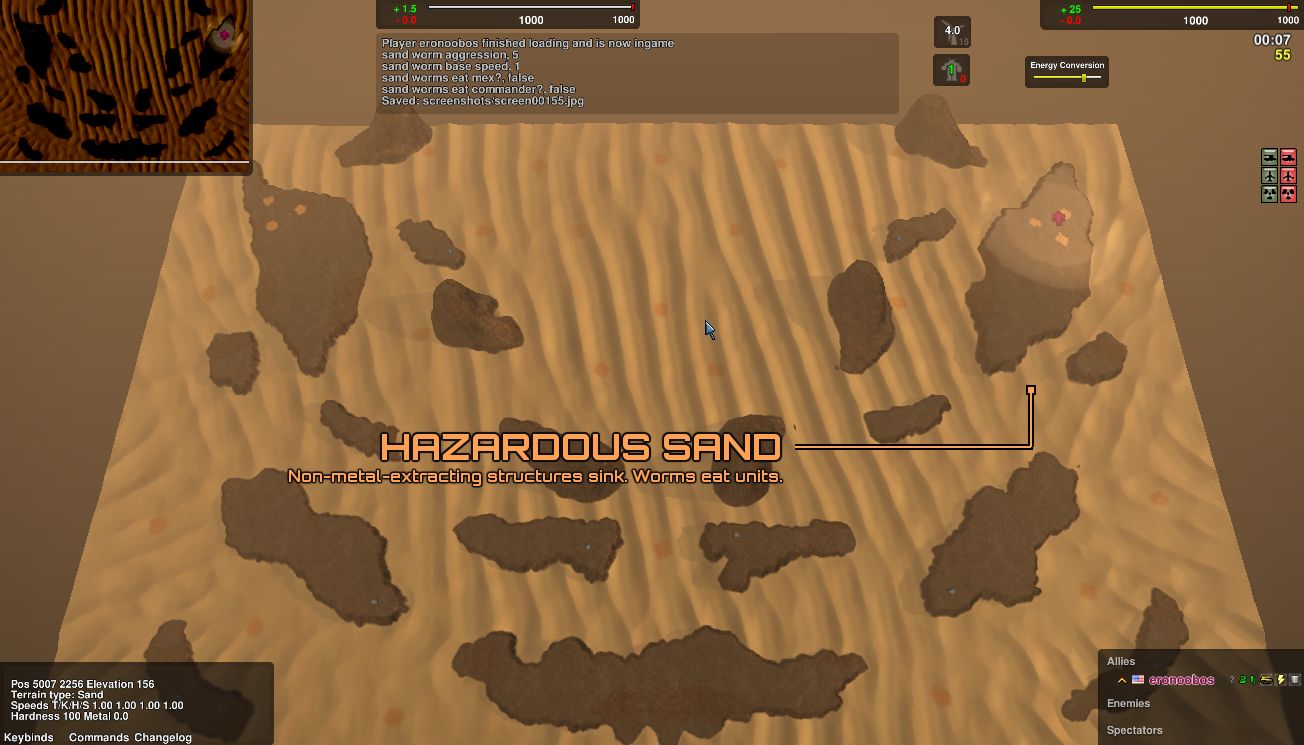 + 1.5
- 0.0
1000
1000
Player eronoobos finished loading and is now ingame
sand worm aggression, 5
sand worm base speed, 1
sand worms eat mex?, false
sand worms eat commander?, false
Saved: screenshots/screen00155.jpg
4.0
15
1
0
+ 25
- 0.0
1000
1000
00:07
55
Energy Conversion
HAZARDOUS SAND
Non-metal-extracting structures sink. Worms eat units.
Pos 5007 2256 Elevation 156
Terrain type: Sand
Speeds T/K/H/S 1.00 1.00 1.00 1.00
Hardness 100 Metal 0.0
Keybinds Commands Changelog
Allies
eronoobos
Enemies
Spectators